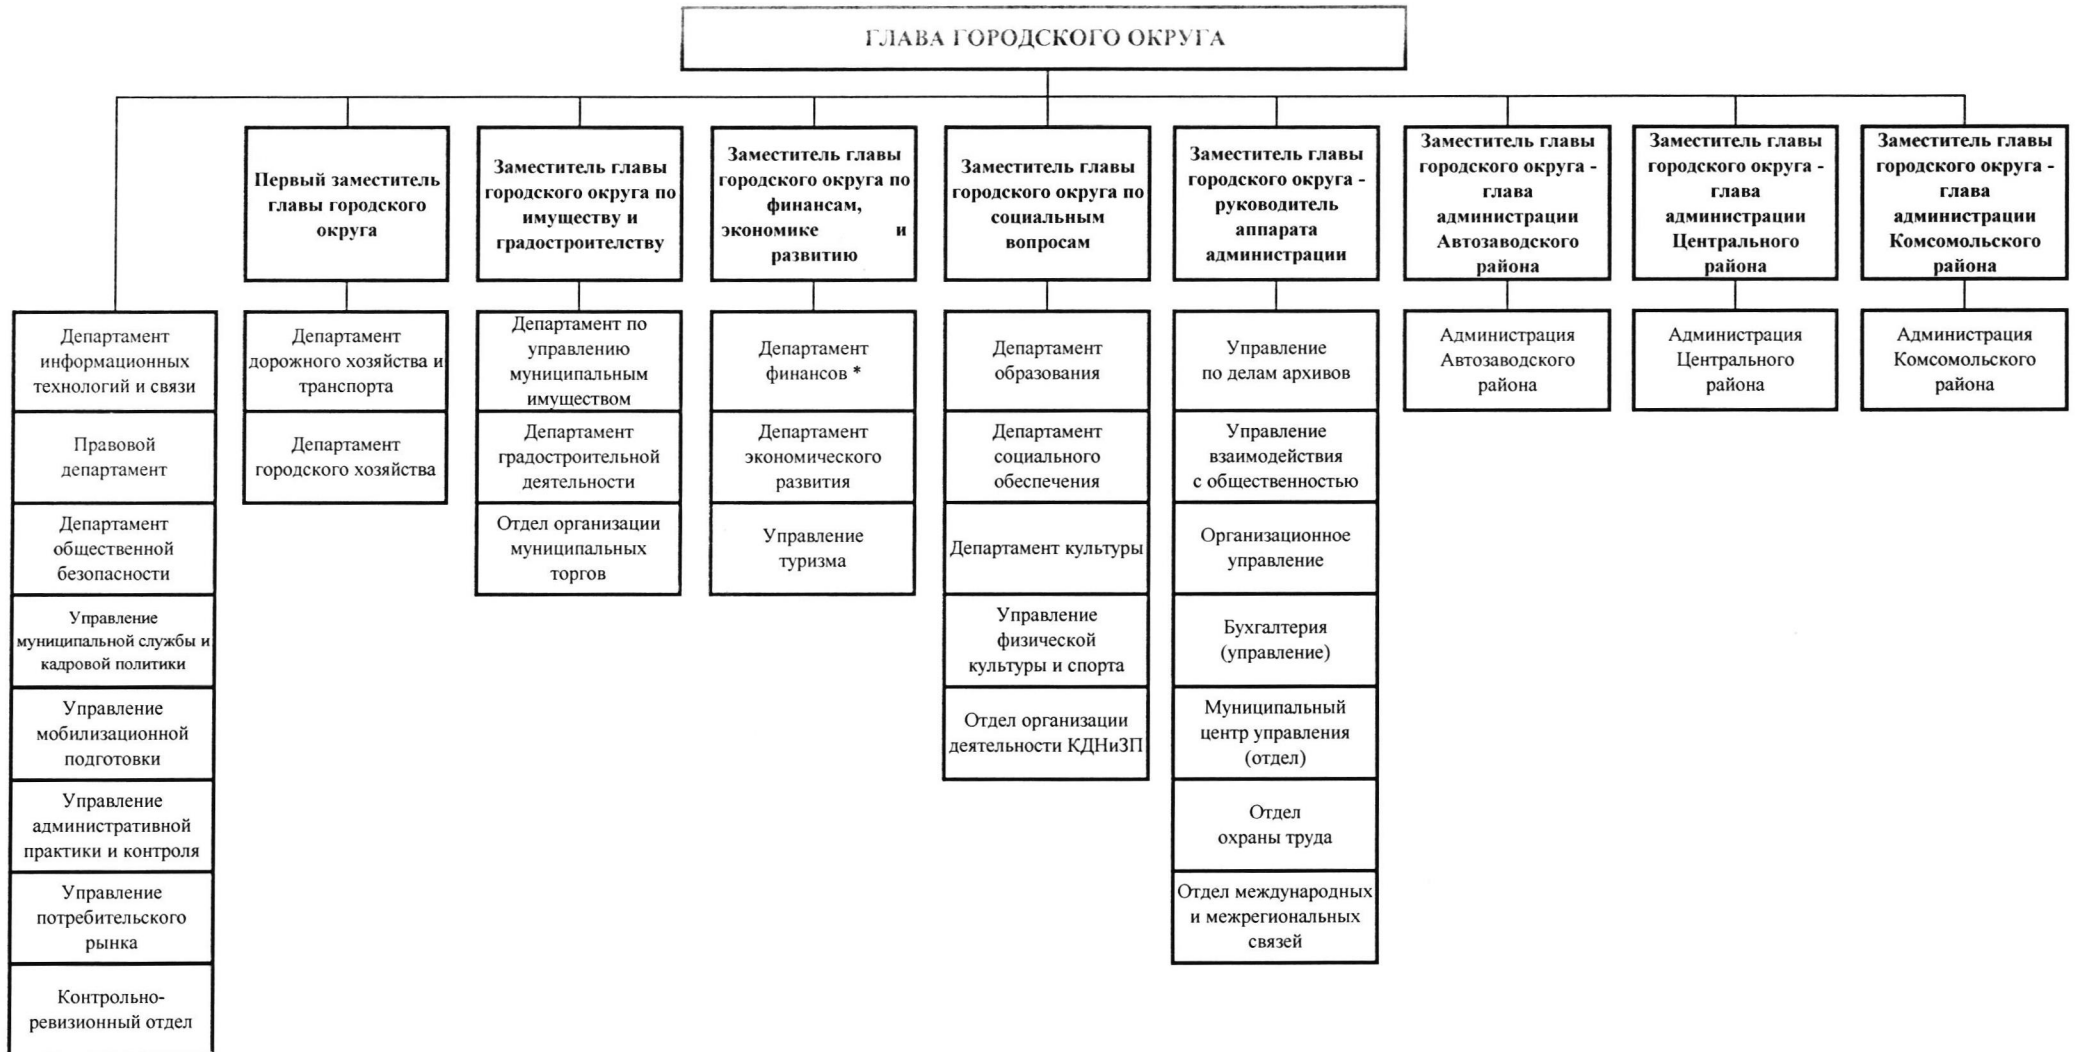 ГЛАВА ГОРОДСКОГО ОКРУГА
Первый заместитель
главы городского
округа
Заместитель главы
городского округа по
имуществу и
градостроителству
Заместитель главы
городского округа по
финансам,
экономике и
развитию
Заместитель главы
городского округа по
социальным
вопросам
Заместитель главы
городского округа -
руководитель
аппарата
администрации
Заместитель главы
городского округа -
глава
администрации
Автозаводского
района
Заместитель главы
городского округа -
глава
администрации
Центрального
района
Заместитель главы
городского округа -
глава
администрации
Комсомольского
района
Департамент
информационных
технологий и связи
Правовой
департамент
Департамент
общественной
безопасности
Управление
муниципальной службы и
кадровой политики
Управление
мобилизационной
подготовки
Управление
административной
практики и контроля
Управление
потребительского
рынка
Контрольно-
ревизионный отдел
Департамент
дорожного хозяйства и
транспорта
Департамент
городского хозяйства
Департамент по
управлению
муниципальным
имуществом
Департамент
градостроительной
деятельности
Отдел организации
муниципальных
торгов
Департамент
финансов *
Департамент
экономического
развития
Управление
туризма
Департамент
образования
Департамент
социального
обеспечения
Департамент культуры
Управление
физической
культуры и спорта
Отдел организации
деятельности КДНиЗП
Управление
по делам архивов
Управление
взаимодействия
с общественностью
Организационное
управление
Бухгалтерия
(управление)
Муниципальный
центр управления
(отдел)
Отдел
охраны труда
Отдел международных
и межрегиональных
связей
Администрация
Автозаводского
района
Администрация
Центрального
района
Администрация
Комсомольского
района